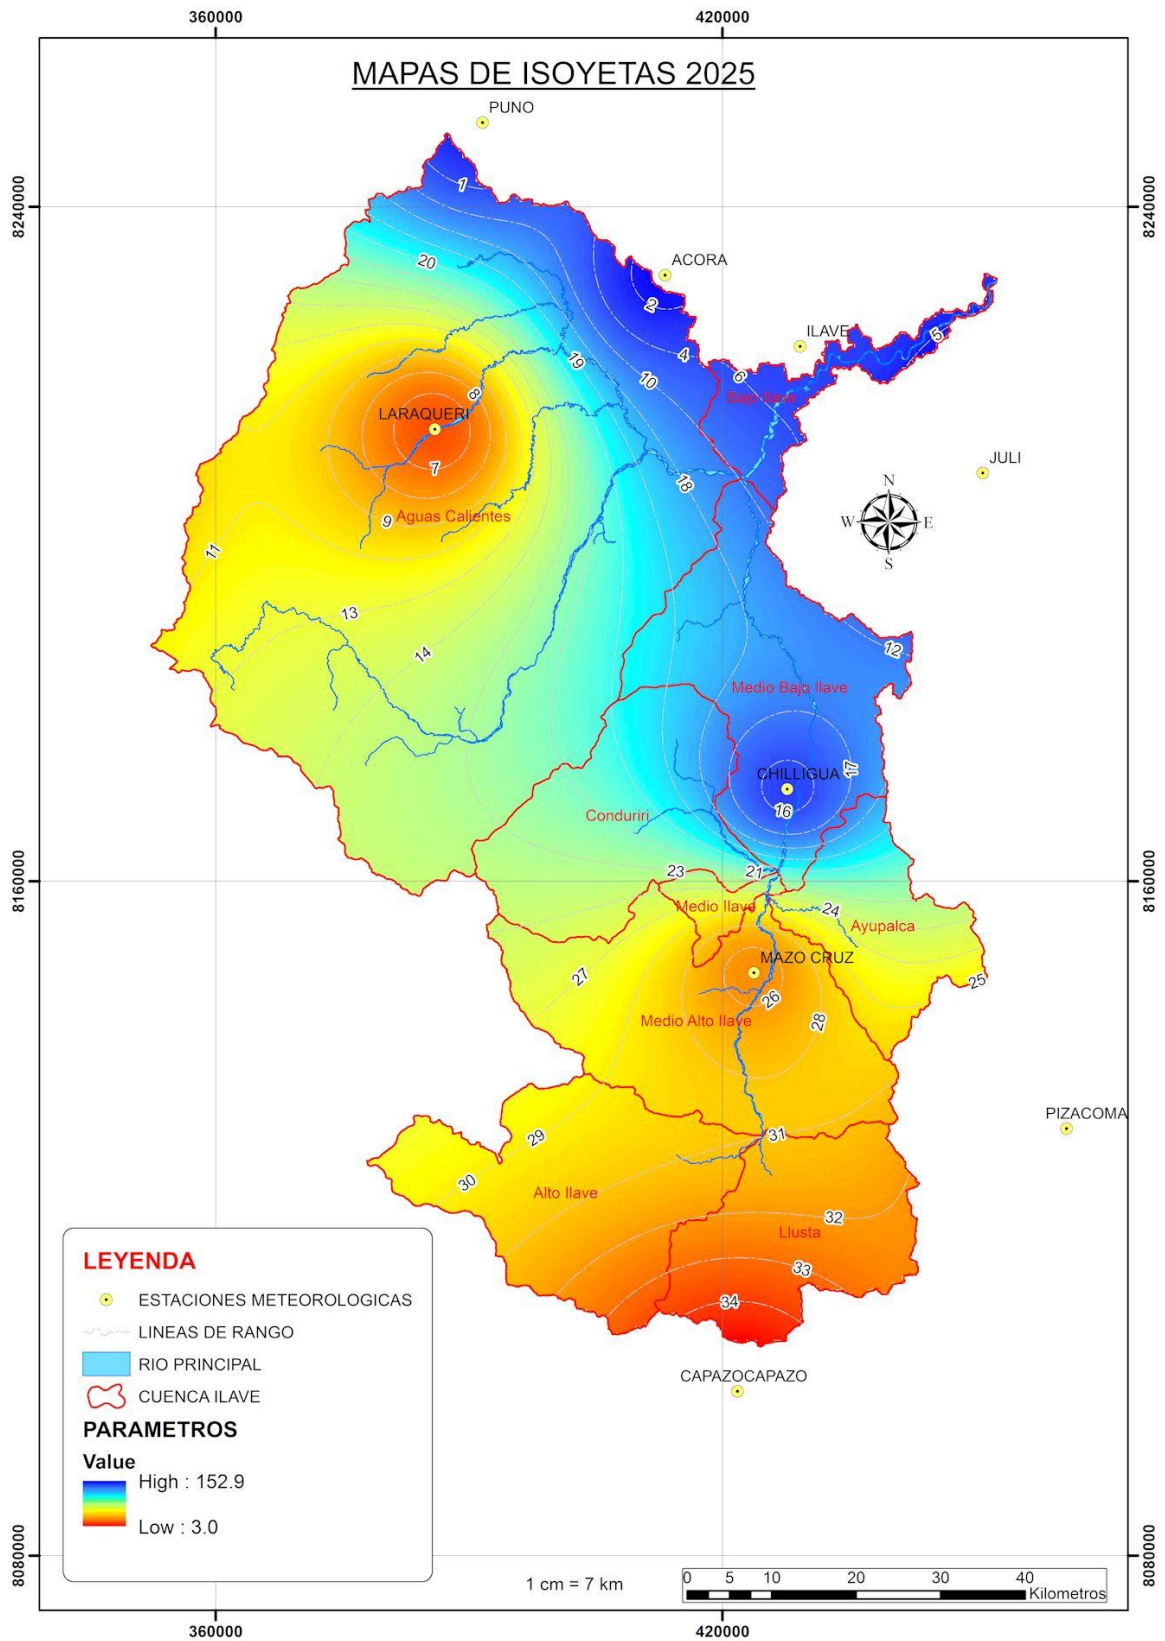 360000
420000
MAPAS DE ISOYETAS 2025
PUNO
1
8240000
8240000
ACORA
20
2
ILAVE
5
4
19
6
10
8
Bajo Ilave
LARAQUERI
JULI
7
18
N
9
Aguas Calientes
W
E
S
11
13
12
14
Medio Bajo Ilave
17
CHILLIGUA
16
Conduriri
23
21
8160000
8160000
Medio Ilave
24
Ayupalca
MAZO CRUZ
27
25
26
Medio Alto Ilave
28
PIZACOMA
29
31
30
Alto Ilave
32
Llusta
33
34
LEYENDA
ESTACIONES METEOROLOGICAS
LINEAS DE RANGO
RIO PRINCIPAL
CUENCA ILAVE
CAPAZOCAPAZO
PARAMETROS
Value
High : 152.9
Low : 3.0
8080000
8080000
1 cm = 7 km
0 5 10 20 30 40
Kilometros
360000
420000